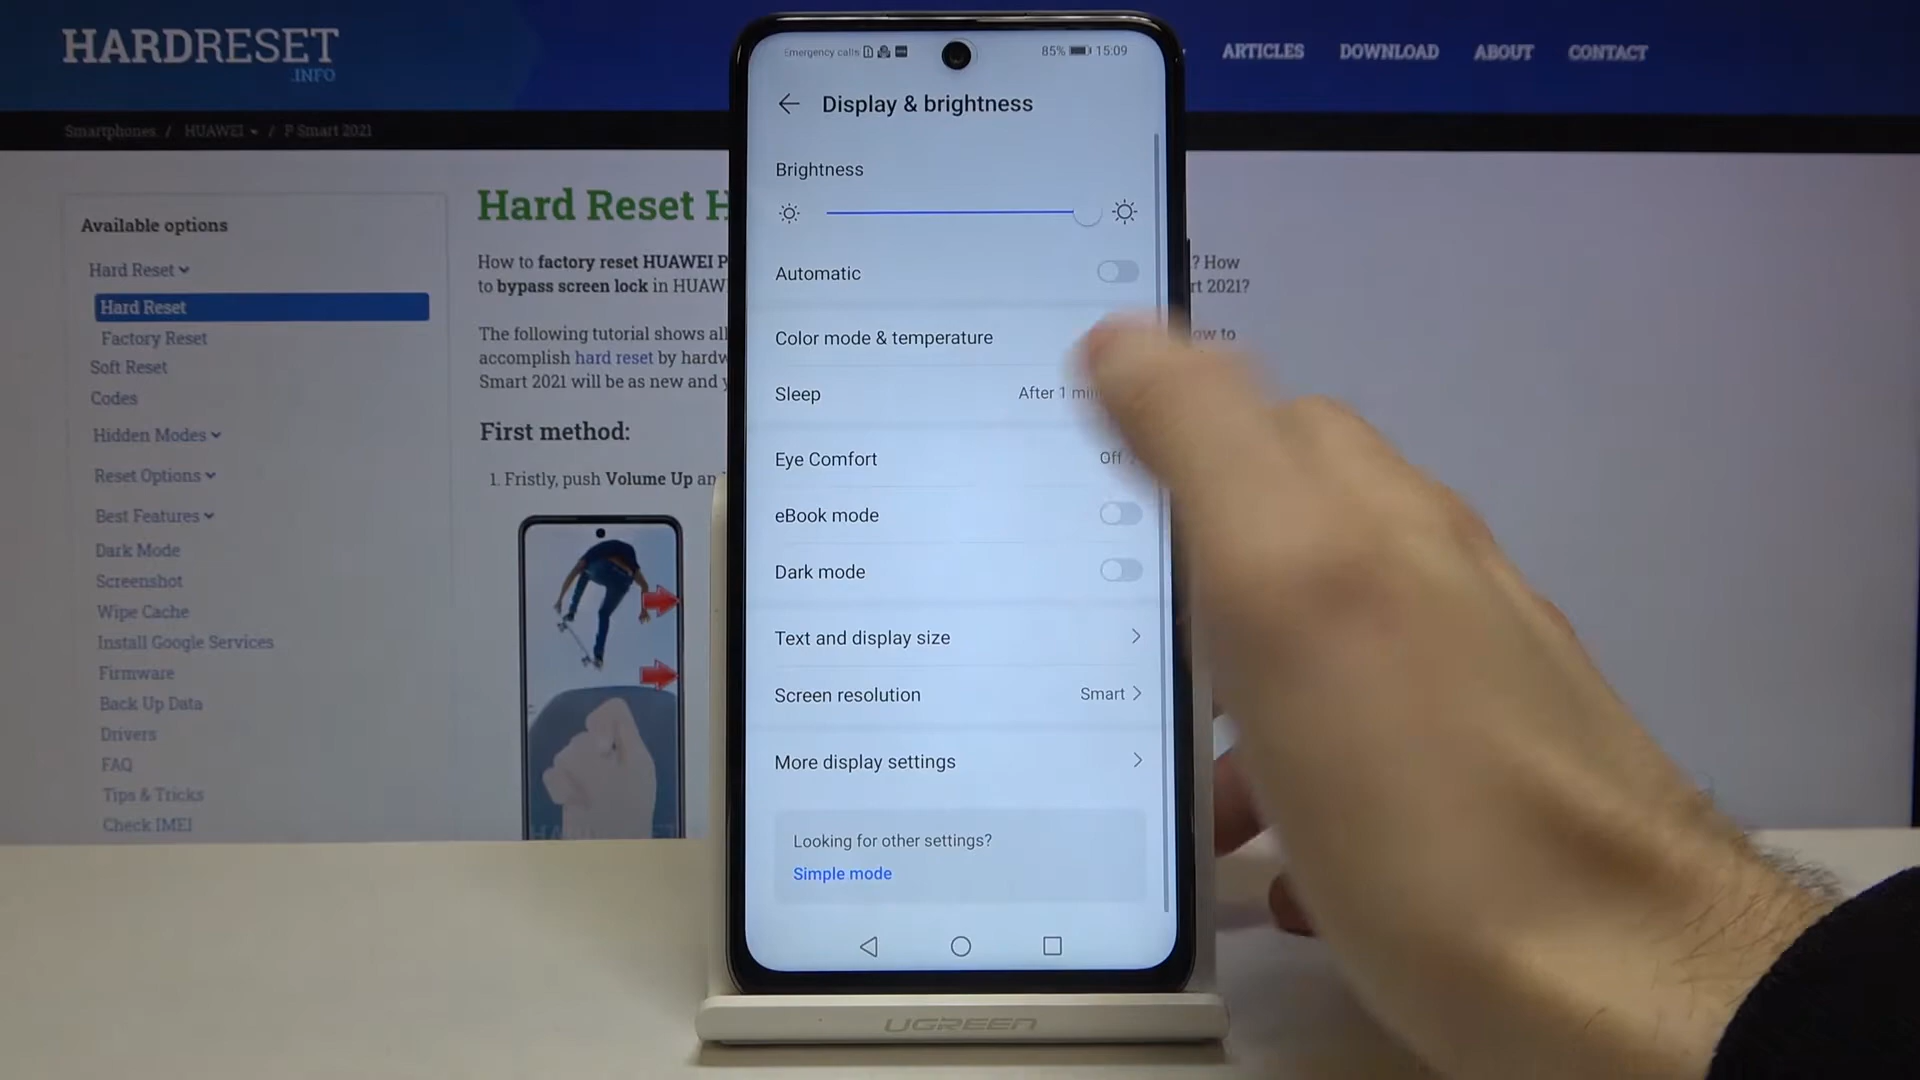 HARDRESET
.INFO
ARTICLES
DOWNLOAD
ABOUT
CONTACT
Smartphones / HUAWEI / P Smart 2021
Available options
Hard Reset
Hard Reset
Factory Reset
Soft Reset
Codes
Hidden Modes
Reset Options
Best Features
Dark Mode
Screenshot
Wipe Cache
Install Google Services
Firmware
Back Up Data
Drivers
FAQ
Tips & Tricks
Check IMEI
Hard Reset H
How to factory reset HUAWEI P ? How
to bypass screen lock in HUAW rt 2021?
The following tutorial shows all ow to
accomplish hard reset by hardw
Smart 2021 will be as new and y
First method:
1. Fristly, push Volume Up an
Emergency calls 85% 15:09
Display & brightness
Brightness
Automatic
Color mode & temperature
Sleep After 1 min
Eye Comfort Off
eBook mode
Dark mode
Text and display size
Screen resolution Smart
More display settings
Looking for other settings?
Simple mode
UGREEN